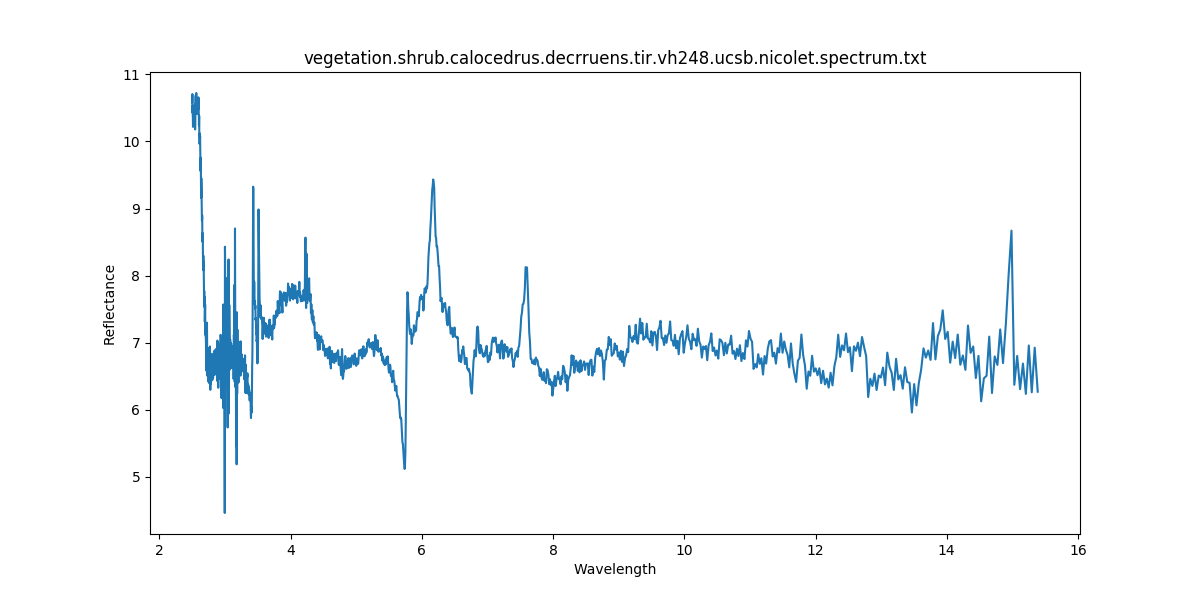 vegetation.shrub.calocedrus.decrruens.tir.vh248.ucsb.nicolet.spectrum.txt
11
10
9
8
7
6
5
Reflectance
2 4 6 8 10 12 14 16
Wavelength